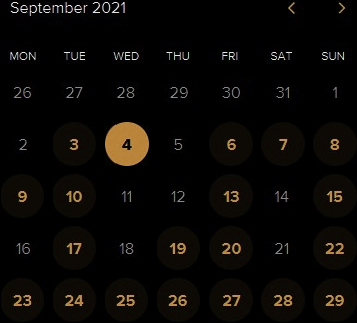 September 2021
MON TUE WED THU FRI SAT SUN
26 27 28 29 30 31 1
2 3 4 5 6 7 8
9 10 11 12 13 14 15
16 17 18 19 20 21 22
23 24 25 26 27 28 29